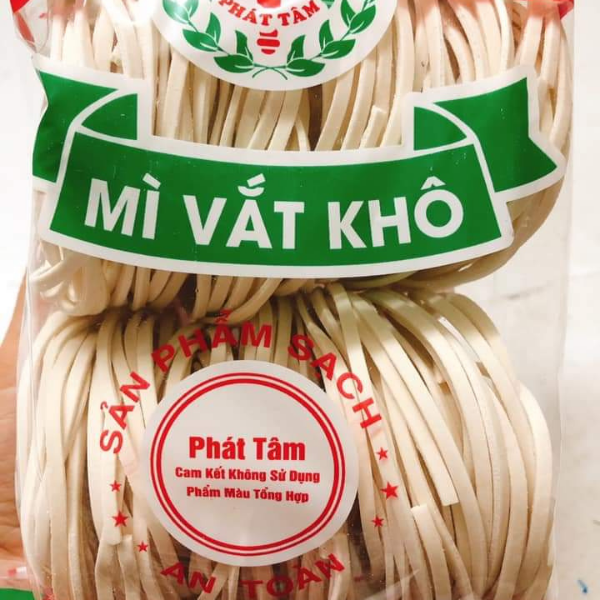 PHÁT TÂM
MÌ VẮT KHÔ
SẢN PHẨM SẠCH
Phát Tâm
Cam Kết Không Sử Dụng
Phẩm Màu Tổng Hợp
AN TOÀN